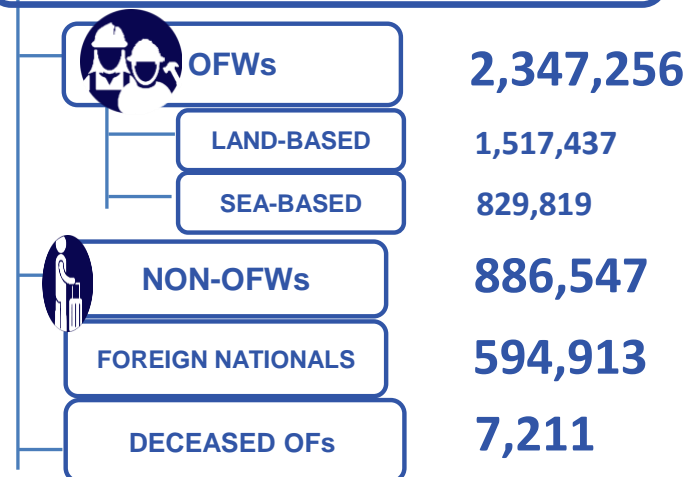 OFWs 2,347,256
LAND-BASED 1,517,437
SEA-BASED 829,819
NON-OFWs 886,547
FOREIGN NATIONALS 594,913
DECEASED OFs 7,211